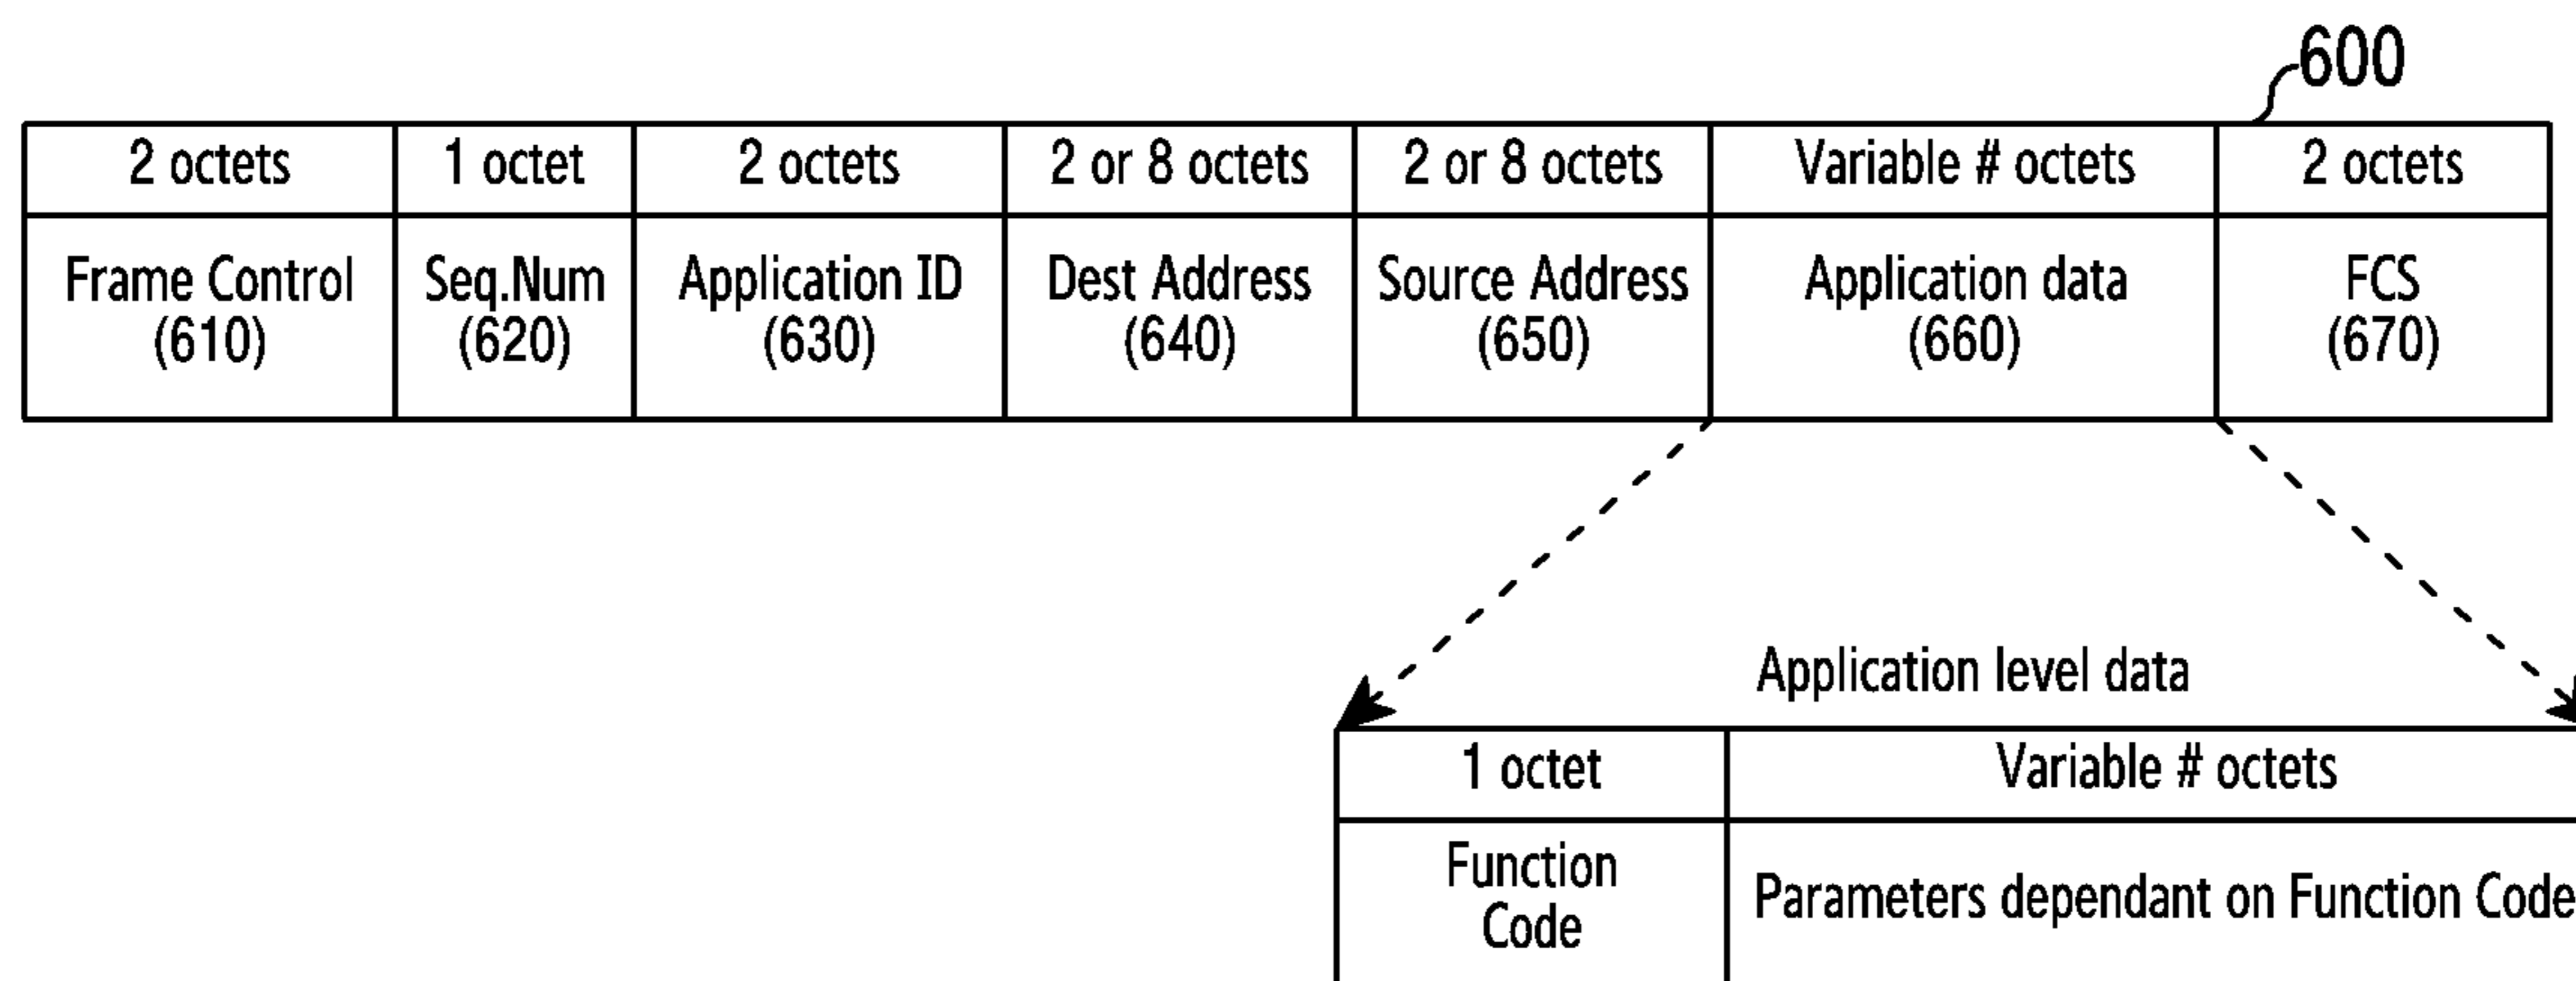 600
2 octets 1 octet 2 octets 2 or 8 octets 2 or 8 octets Variable # octets 2 octets
Frame Control Seq.Num Application ID Dest Address Source Address Application data FCS
(610) (620) (630) (640) (650) (660) (670)
Application level data
1 octet Variable # octets
Function
Code
Parameters dependant on Function Code